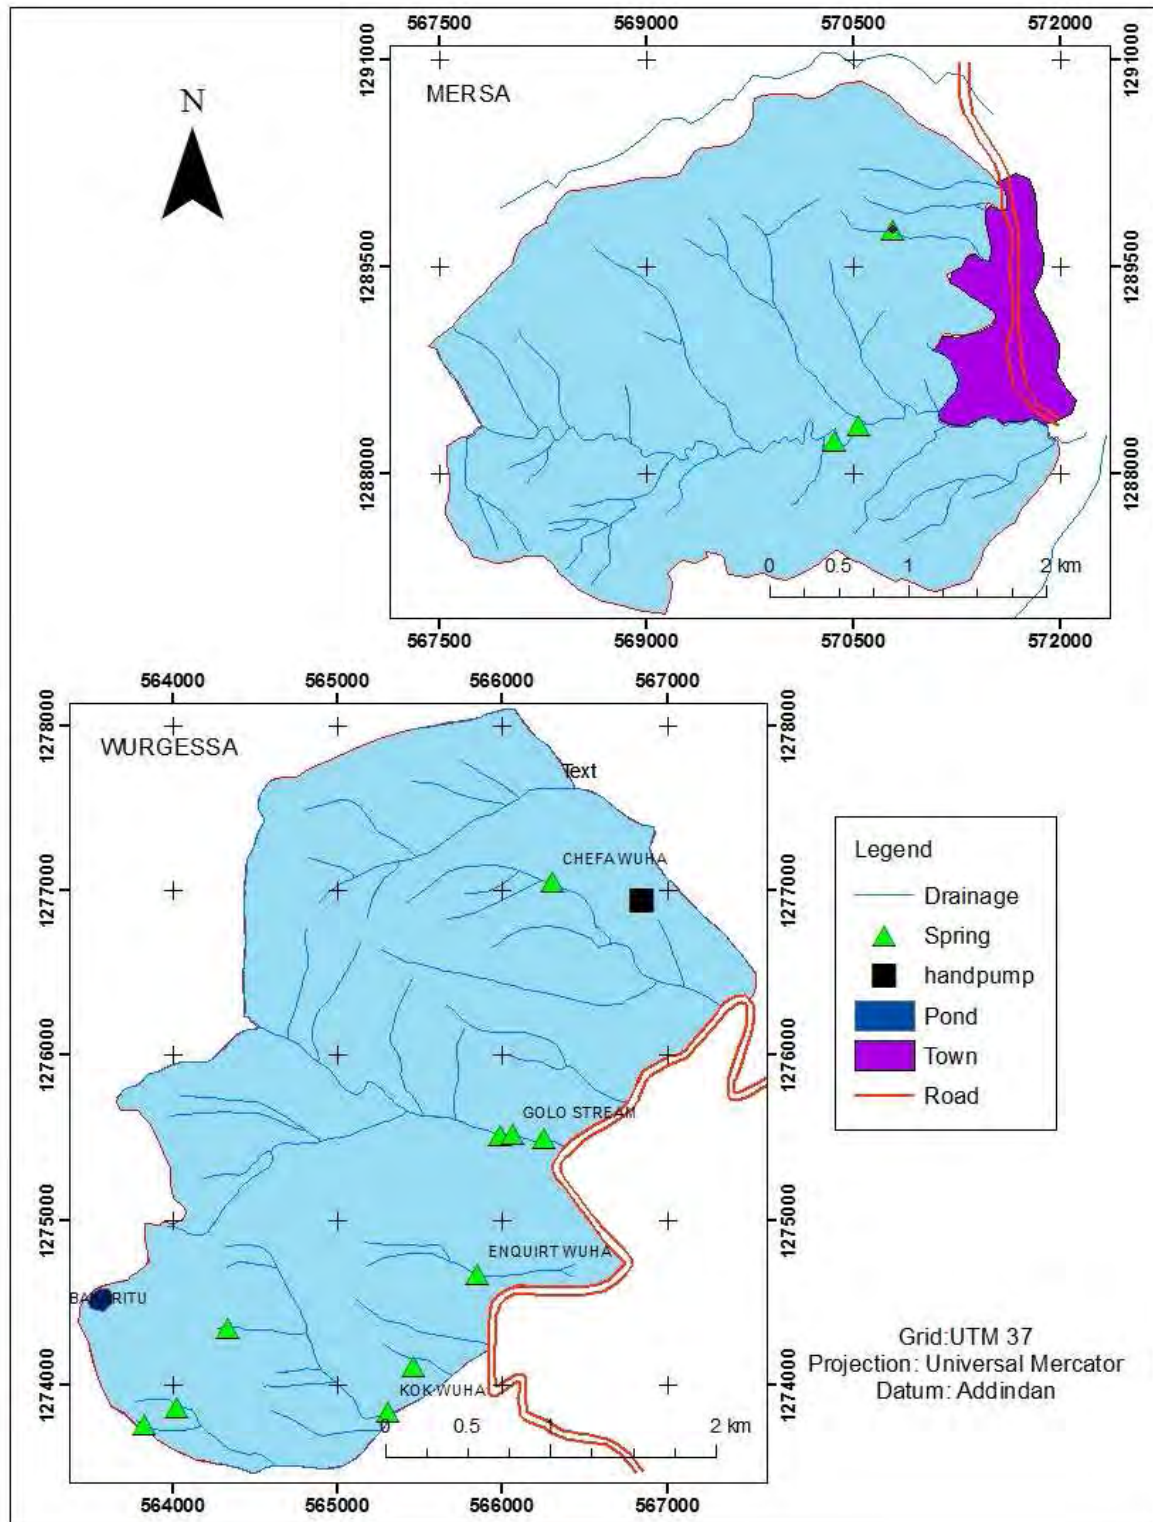 567500 569000 570500 572000
1291000 1291000
MERSA
N
1289500 1289500
1288000 1288000
0 0.5 1 2 km
567500 569000 570500 572000
564000 565000 566000 567000
1278000 1278000
WURGESSA
Text
CHEFA WUHA
1277000 1277000
1276000 1276000
GOLO STREAM
1275000 1275000
ENQUIRT WUHA
1274000 1274000
KOK WUHA
0 0.5 1 2 km
564000 565000 566000 567000
Legend
Drainage
Spring
handpump
Pond
Town
Road
Grid:UTM 37
Projection: Universal Mercator
Datum: Addindan